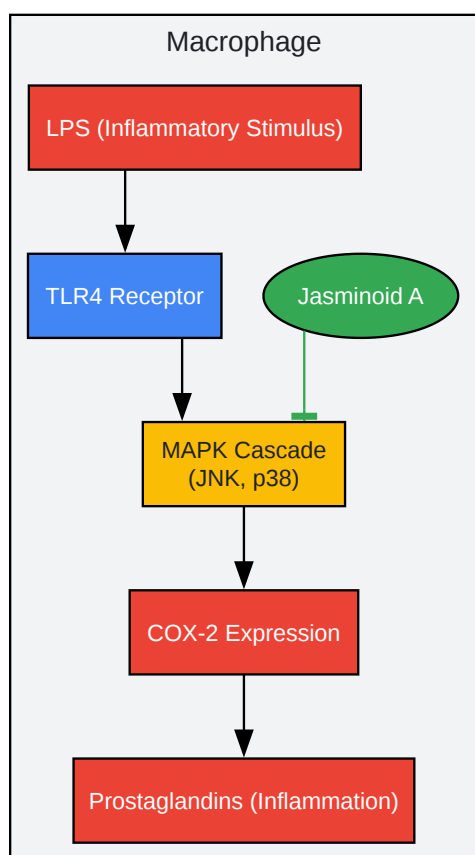 Macrophage
LPS (Inflammatory Stimulus)
TLR4 Receptor
Jasminoid A
MAPK Cascade
(JNK, p38)
COX-2 Expression
Prostaglandins (Inflammation)